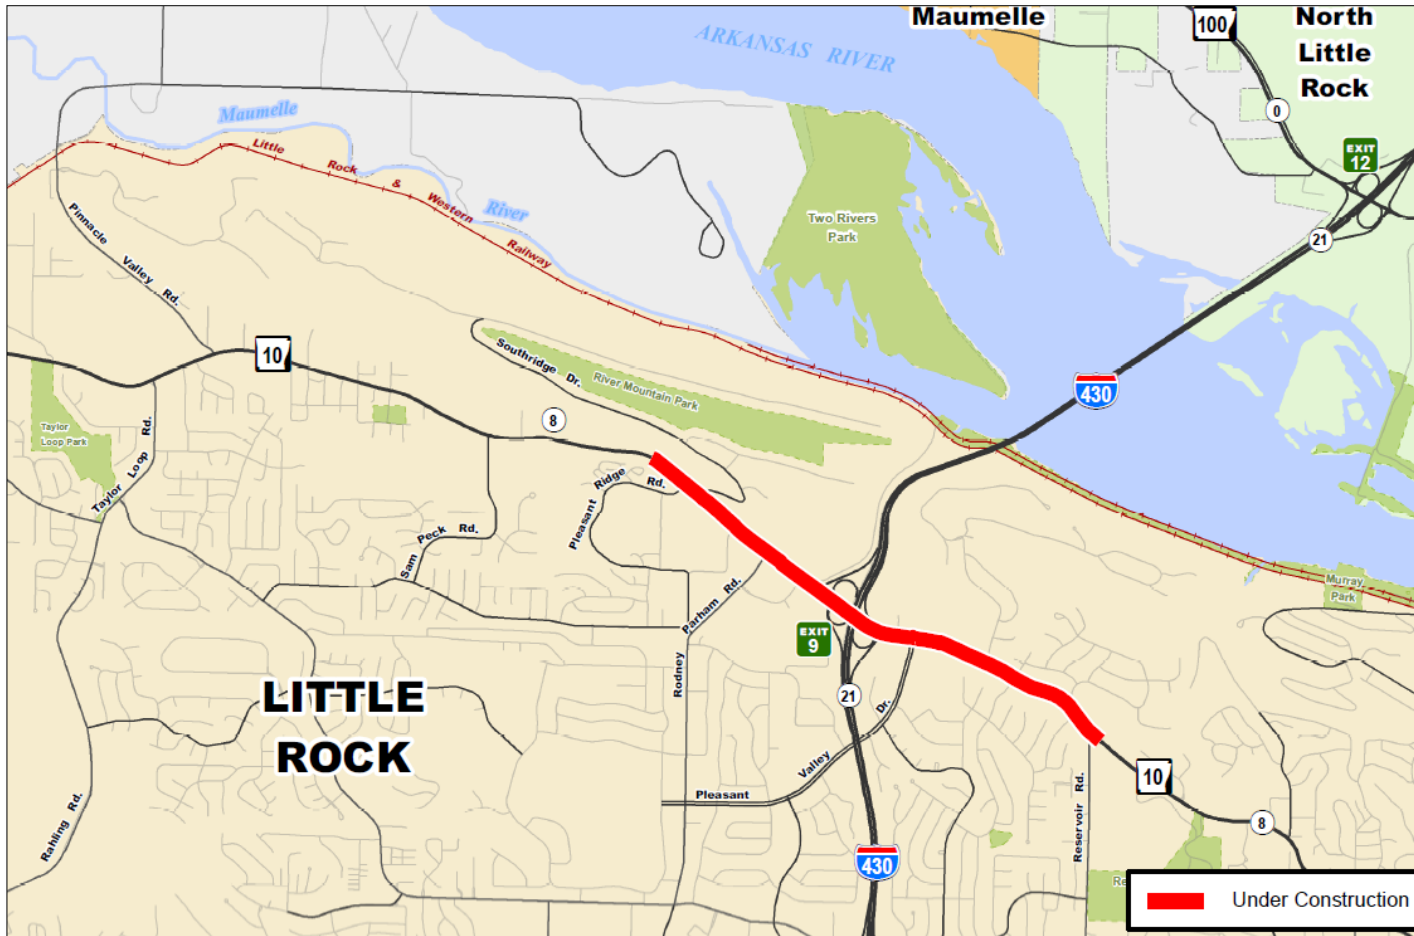 Maumelle
North
Little
Rock
100
ARKANSAS RIVER
0
EXIT
12
21
Maumelle
River
Little Rock & Western Railway
Two Rivers
Park
Pinnacle Valley Rd.
10
430
Southridge Dr.
River Mountain Park
8
Taylor
Loop Park
Taylor Loop Rd.
Pleasant Ridge Rd.
Sam Peck Rd.
Murray
Park
Parham Rd.
EXIT
9
Rodney
21
LITTLE
ROCK
Pleasant Valley Dr.
10
8
Reservoir Rd.
Rahling Rd.
430
Under Construction